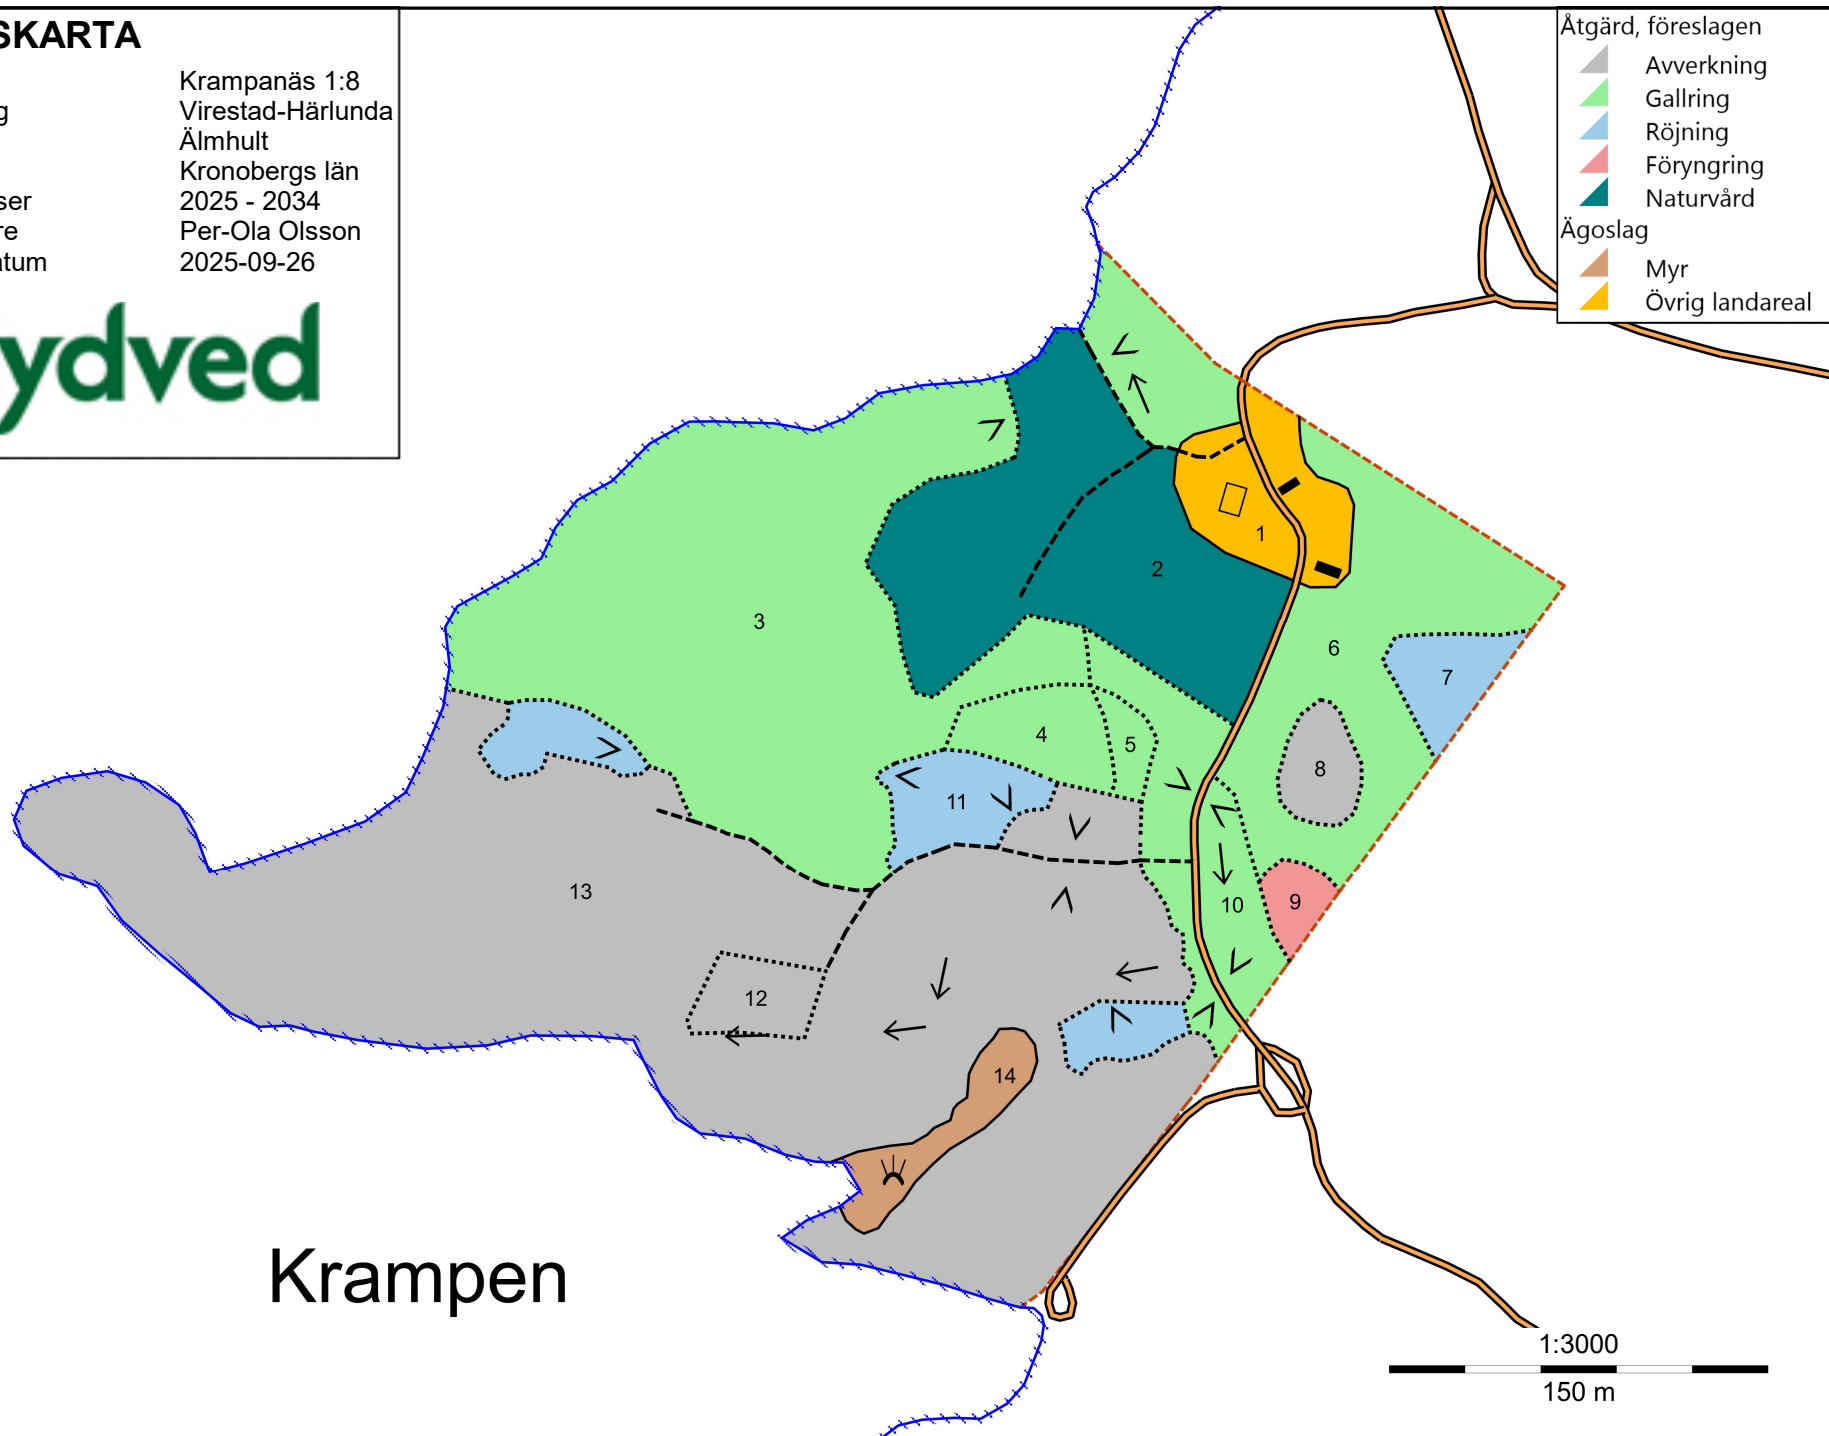 SKARTA
Krampanäs 1:8
g Virestad-Härlunda
Älmhult
Kronobergs län
ser 2025 - 2034
re Per-Ola Olsson
atum 2025-09-26
ydved
Åtgärd, föreslagen
Avverkning
Gallring
Röjning
Föryngring
Naturvård
Ägoslag
Myr
Övrig landareal
1
2
3
6
7
4
5
8
11
13
10
9
12
14
Krampen
1:3000
150 m